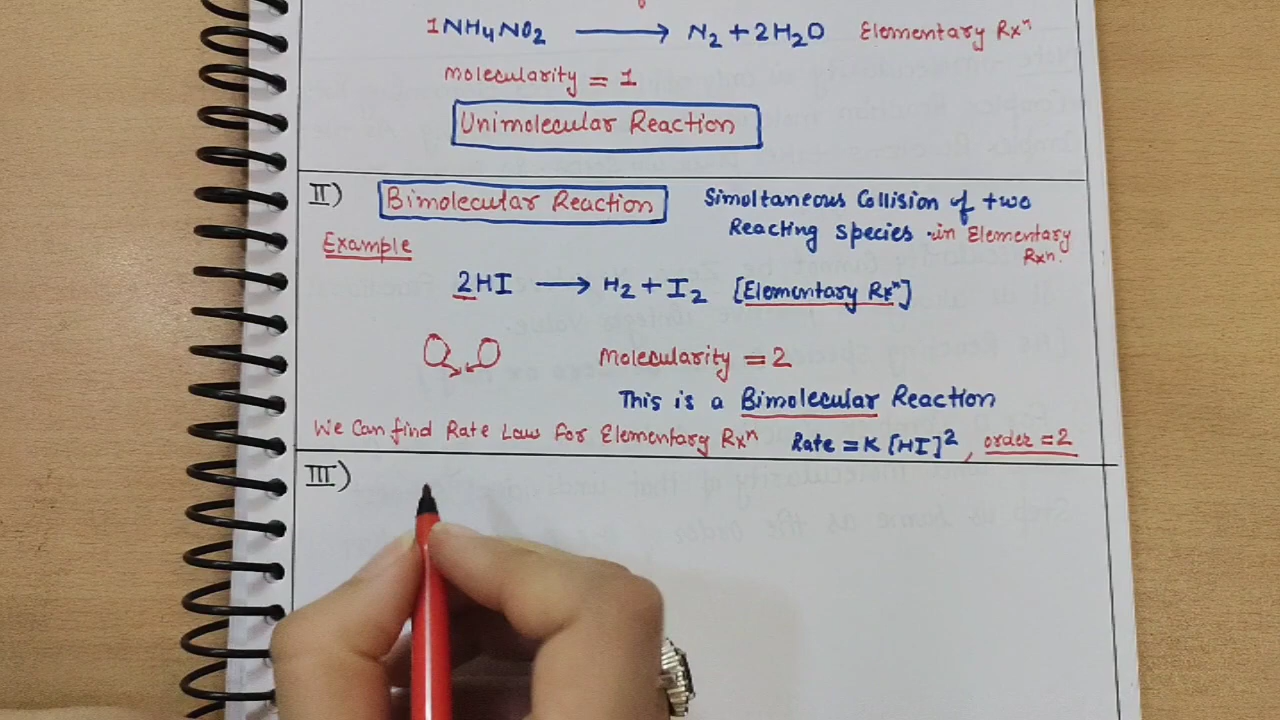 1NH4NO2 ⟶ N2 + 2H2O Elementary Rxⁿ
Molecularity = 1
Unimolecular Reaction
II) Bimolecular Reaction Simoltaneous Collision of two
Reacting Species in Elementary
Rxn.
Example
2HI ⟶ H2 + I2 [Elementary Rxⁿ]
Molecularity = 2
This is a Bimolecular Reaction
We Can find Rate Law For Elementary Rxⁿ Rate = K [HI]², order = 2
III)